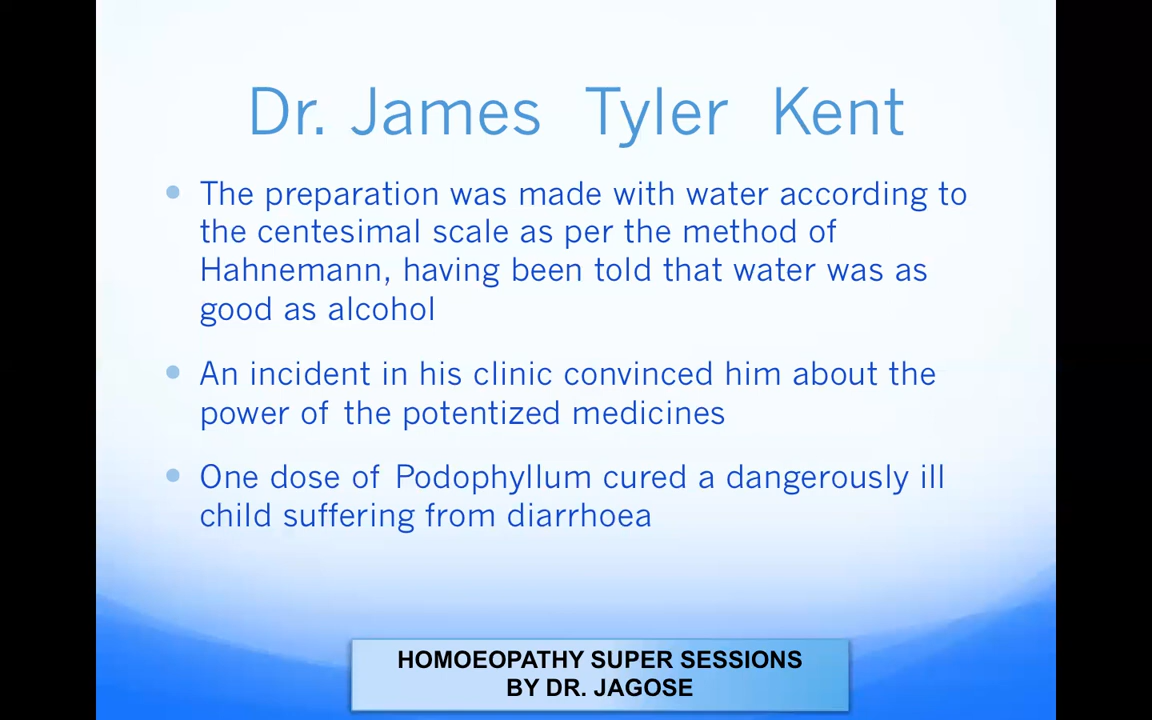 Dr. James Tyler Kent
The preparation was made with water according to
the centesimal scale as per the method of
Hahnemann, having been told that water was as
good as alcohol
An incident in his clinic convinced him about the
power of the potentized medicines
One dose of Podophyllum cured a dangerously ill
child suffering from diarrhoea
HOMOEOPATHY SUPER SESSIONS
BY DR. JAGOSE